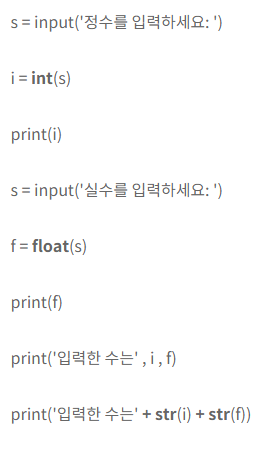 s = input('정수를 입력하세요: ')
i = int(s)
print(i)
s = input('실수를 입력하세요: ')
f = float(s)
print(f)
print('입력한 수는' , i , f)
print('입력한 수는' + str(i) + str(f))